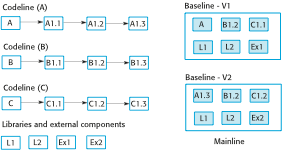 Codeline (A)
A A1.1 A1.2 A1.3
Codeline (B)
B B1.1 B1.2 B1.3
Codeline (C)
C C1.1 C1.2 C1.3
Libraries and external components
L1 L2 Ex1 Ex2
Baseline - V1
A B1.2 C1.1
L1 L2 Ex1
Baseline - V2
A1.3 B1.2 C1.2
L1 L2 Ex2
Mainline